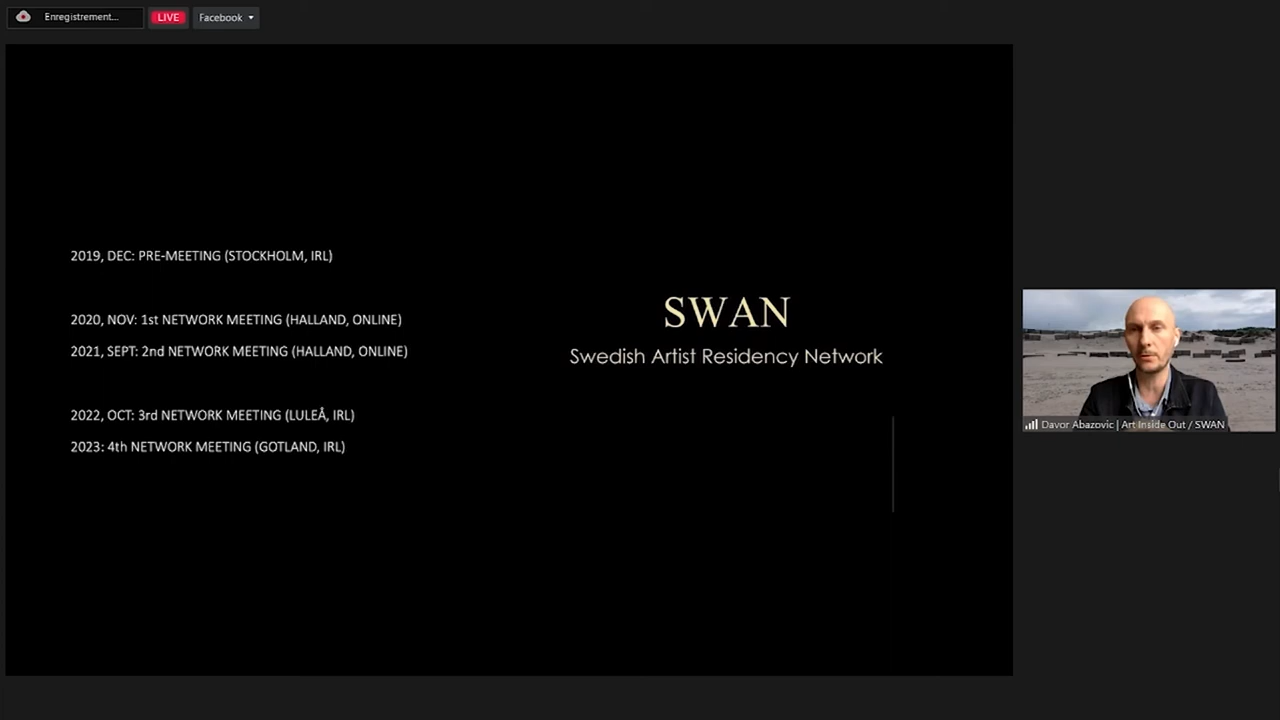 Enregistrement...
LIVE
Facebook
2019, DEC: PRE-MEETING (STOCKHOLM, IRL)
2020, NOV: 1st NETWORK MEETING (HALLAND, ONLINE)
2021, SEPT: 2nd NETWORK MEETING (HALLAND, ONLINE)
2022, OCT: 3rd NETWORK MEETING (LULEÅ, IRL)
2023: 4th NETWORK MEETING (GOTLAND, IRL)
SWAN
Swedish Artist Residency Network
Davor Abazovic | Art Inside Out / SWAN